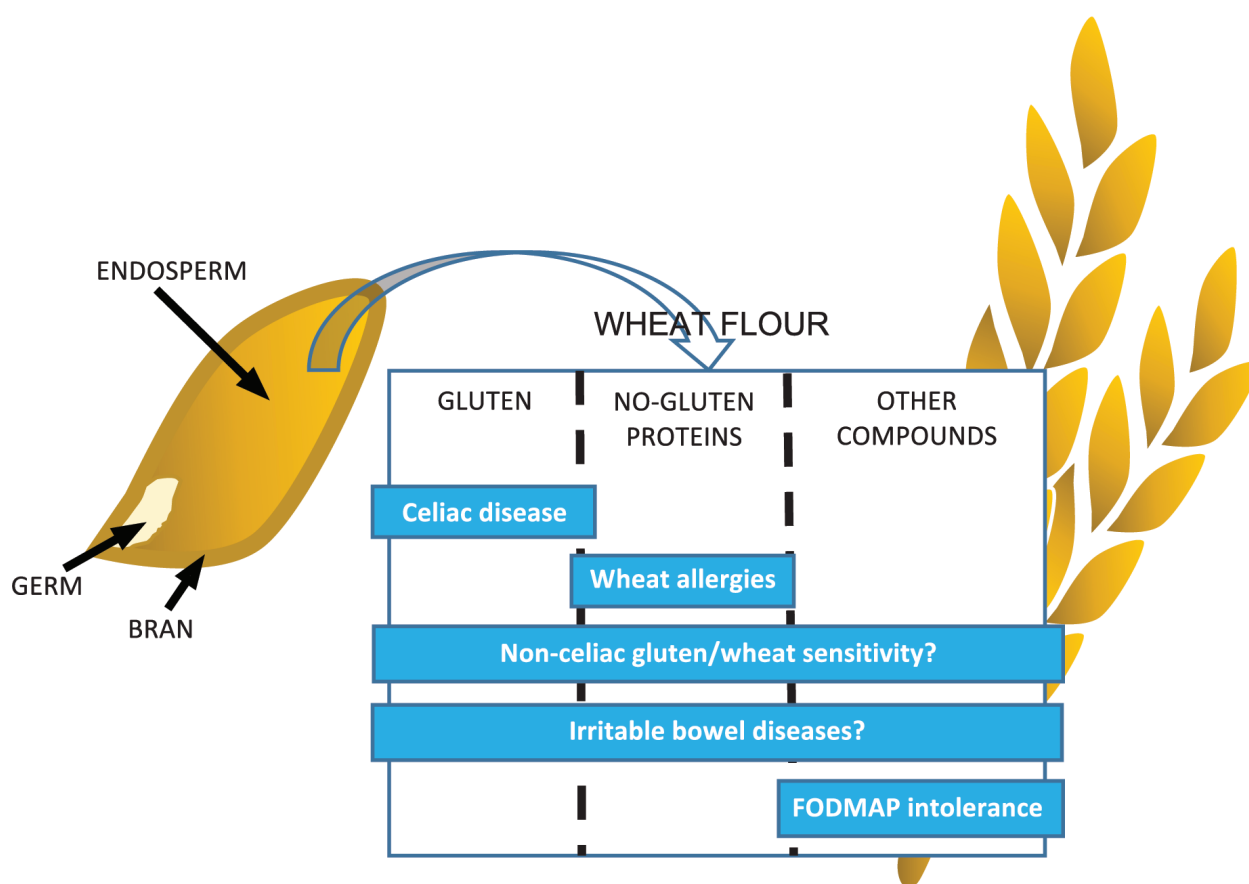 ENDOSPERM
GERM
BRAN
WHEAT FLOUR
GLUTEN
NO-GLUTEN
PROTEINS
OTHER
COMPOUNDS
Celiac disease
Wheat allergies
Non-celiac gluten/wheat sensitivity?
Irritable bowel diseases?
FODMAP intolerance